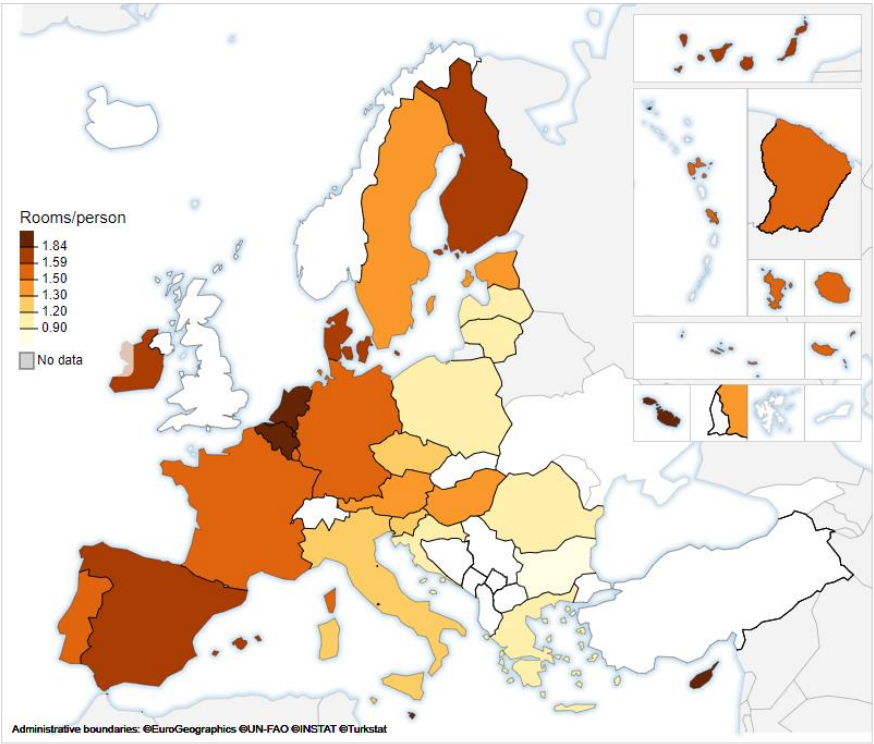 Rooms/person
1.84
1.59
1.50
1.30
1.20
0.90
No data
Administrative boundaries: ©EuroGeographics ©UN-FAO ©INSTAT ©Turkstat